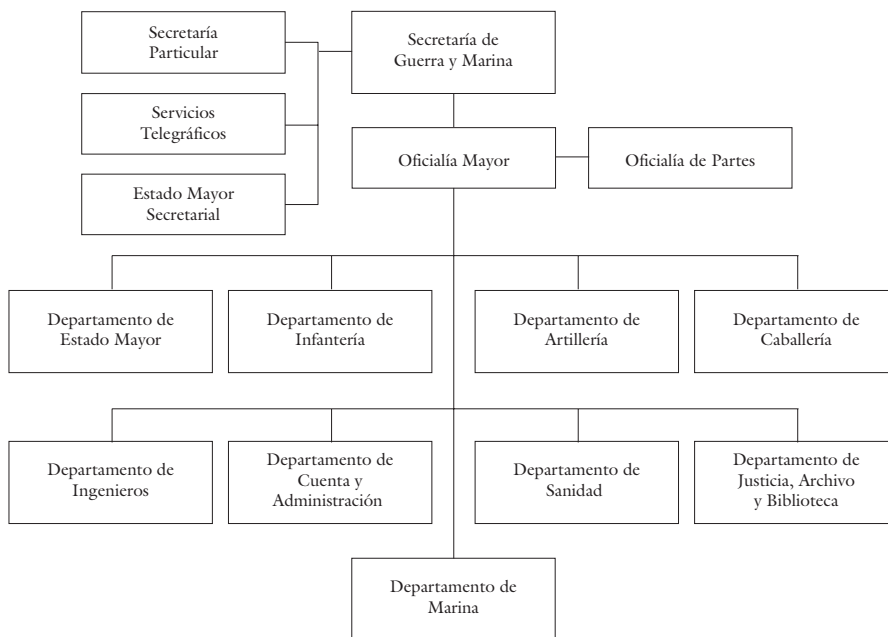 Secretaría
Particular
Secretaría de
Guerra y Marina
Servicios
Telegráficos
Oficialía Mayor
Oficialía de Partes
Estado Mayor
Secretarial
Departamento de
Estado Mayor
Departamento de
Infantería
Departamento de
Artillería
Departamento de
Caballería
Departamento de
Ingenieros
Departamento de
Cuenta y
Administración
Departamento de
Sanidad
Departamento de
Justicia, Archivo
y Biblioteca
Departamento de
Marina